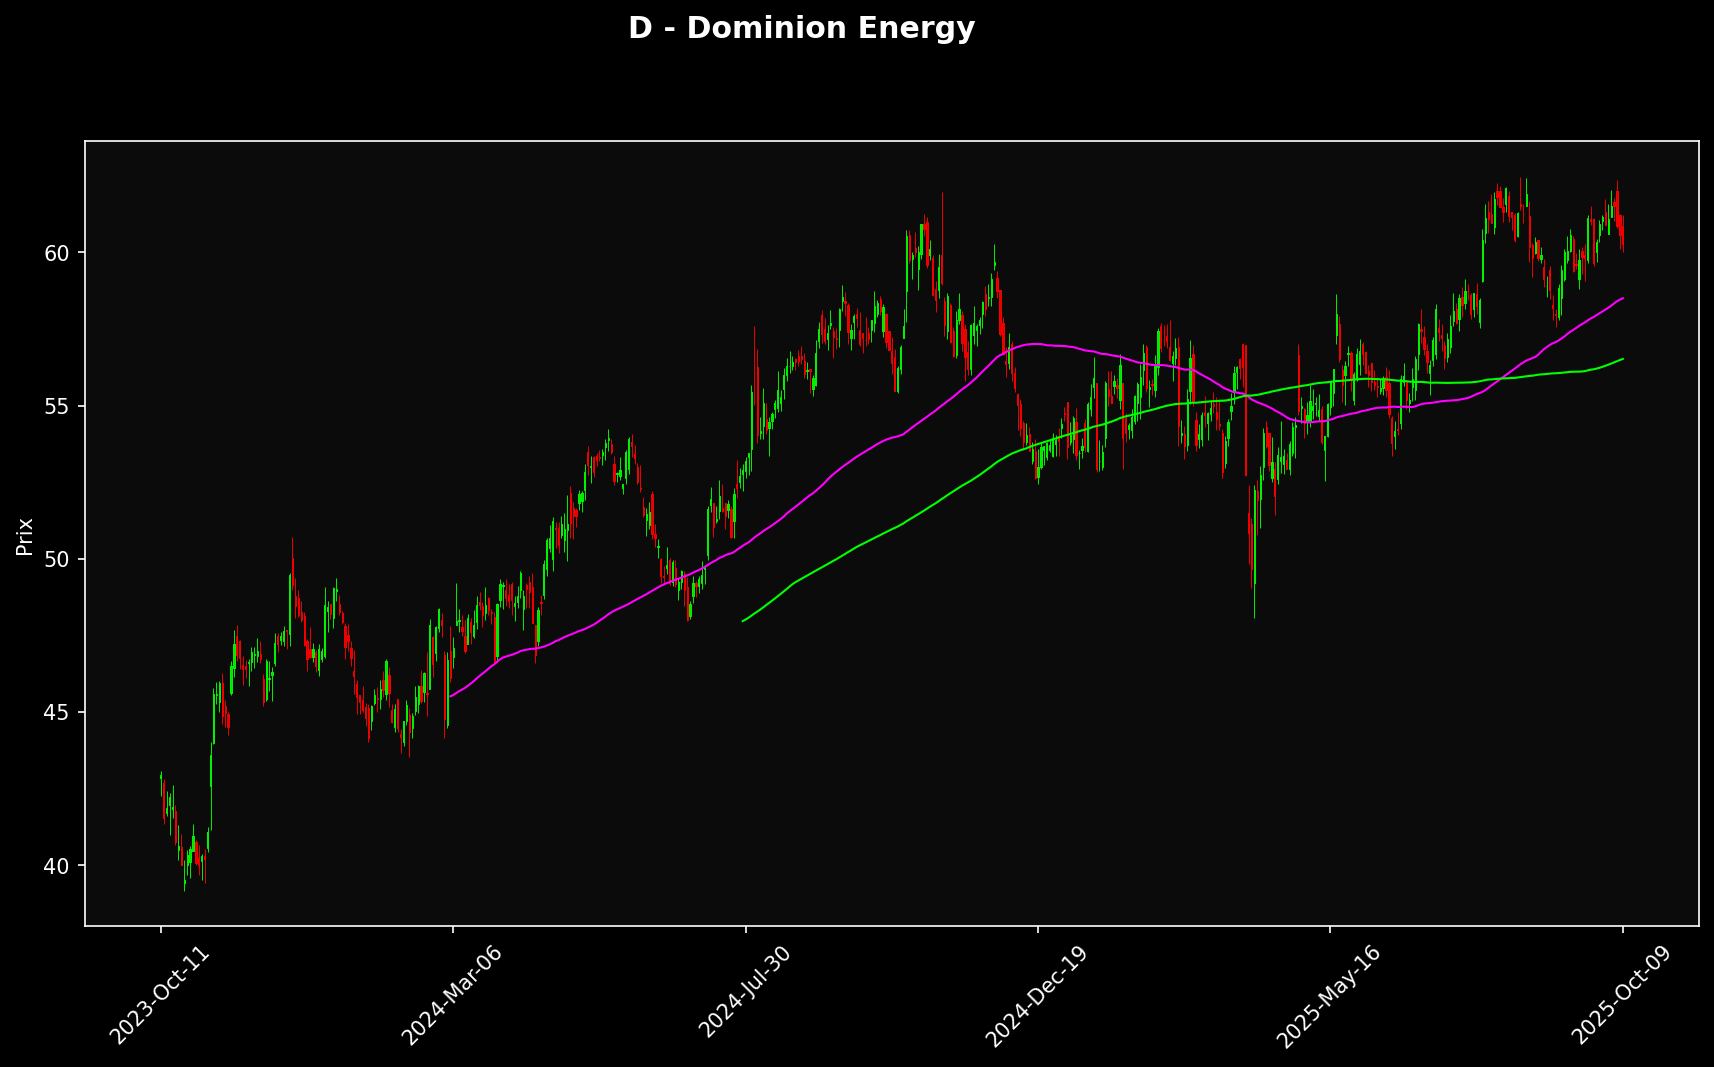 D - Dominion Energy
Prix
60
55
50
45
40
2023-Oct-11
2024-Mar-06
2024-Jul-30
2024-Dec-19
2025-May-16
2025-Oct-09